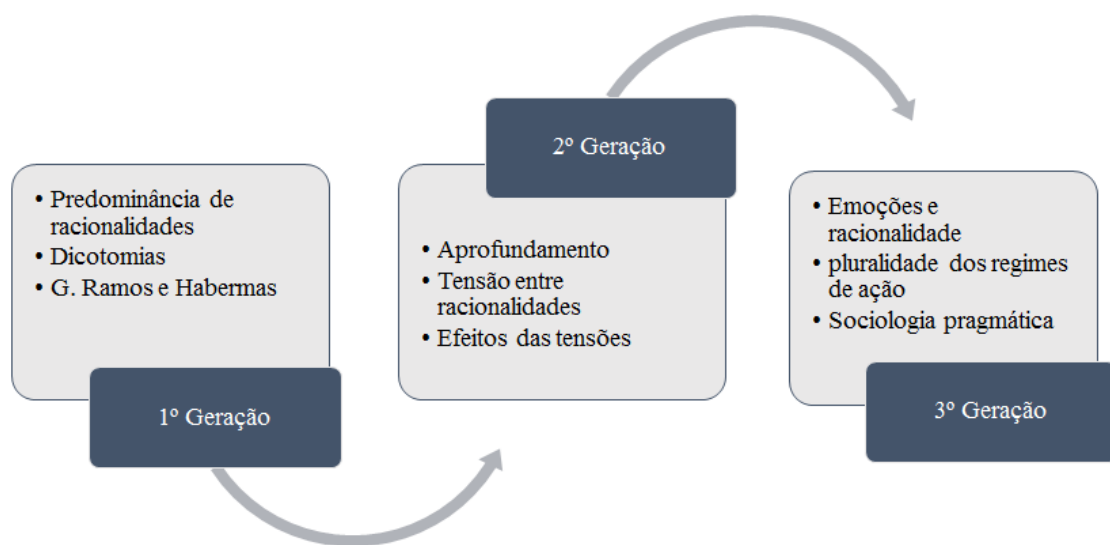 • Predominância de
racionalidades
• Dicotomias
• G. Ramos e Habermas
1º Geração
2º Geração
• Aprofundamento
• Tensão entre
racionalidades
• Efeitos das tensões
• Emoções e
racionalidade
• pluralidade dos regimes
de ação
• Sociologia pragmática
3º Geração